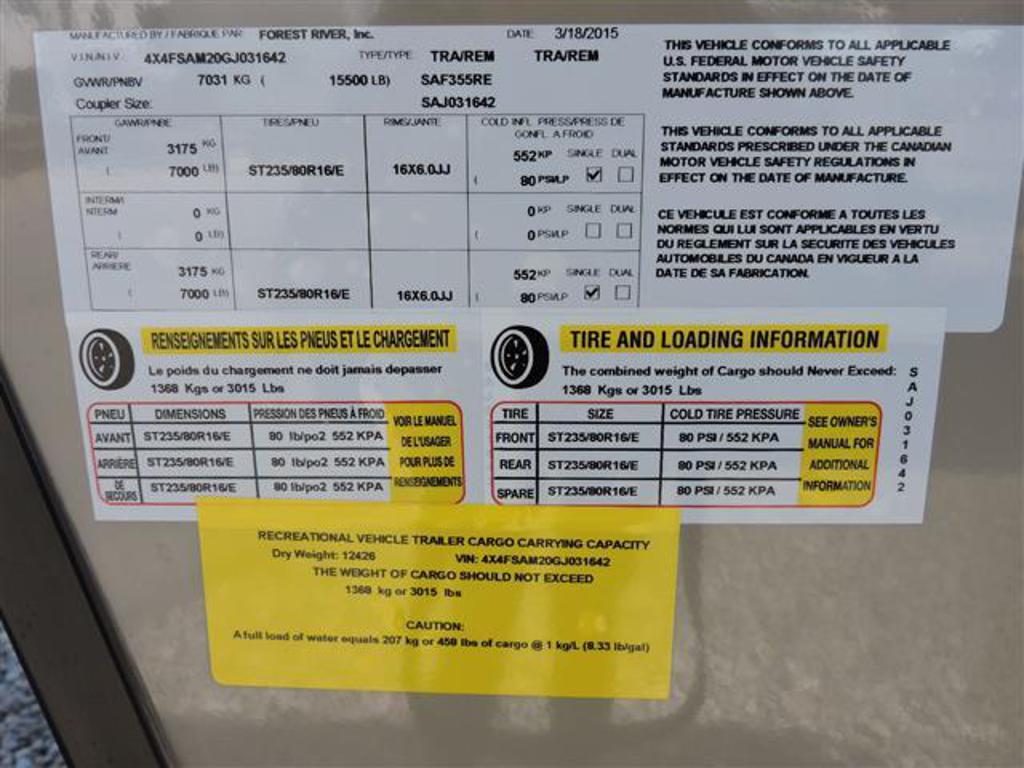 MANUFACTURED BY / FABRIQUE PAR FOREST RIVER, Inc. DATE 3/18/2015
V.I.N./N.I.V. 4X4FSAM20GJ031642 TYPE/TYPE TRA/REM TRA/REM
GVWR/PNBV 7031 KG ( 15500 LB) SAF355RE
Coupler Size: SAJ031642
GAWR/PNBE TIRES/PNEU RIMS/JANTE COLD INFL. PRESS/PRESS DE GONFL. A FROID
FRONT/ AVANT 3175 KG 552 KP SINGLE DUAL
( 7000 LB) ST235/80R16/E 16X6.0JJ ( 80 PSI/LP
INTERM/ INTERM 0 KG 0 KP SINGLE DUAL
( 0 LB) ( 0 PSI/LP
REAR/ ARRIERE 3175 KG 552 KP SINGLE DUAL
( 7000 LB) ST235/80R16/E 16X6.0JJ ( 80 PSI/LP
THIS VEHICLE CONFORMS TO ALL APPLICABLE
U.S. FEDERAL MOTOR VEHICLE SAFETY
STANDARDS IN EFFECT ON THE DATE OF
MANUFACTURE SHOWN ABOVE.
THIS VEHICLE CONFORMS TO ALL APPLICABLE
STANDARDS PRESCRIBED UNDER THE CANADIAN
MOTOR VEHICLE SAFETY REGULATIONS IN
EFFECT ON THE DATE OF MANUFACTURE.
CE VEHICULE EST CONFORME A TOUTES LES
NORMES QUI LUI SONT APPLICABLES EN VERTU
DU REGLEMENT SUR LA SECURITE DES VEHICULES
AUTOMOBILES DU CANADA EN VIGUEUR A LA
DATE DE SA FABRICATION.
RENSEIGNEMENTS SUR LES PNEUS ET LE CHARGEMENT
Le poids du chargement ne doit jamais depasser
1368 Kgs or 3015 Lbs
PNEU DIMENSIONS PRESSION DES PNEUS À FROID
AVANT ST235/80R16/E 80 lb/po2 552 KPA
ARRIÈRE ST235/80R16/E 80 lb/po2 552 KPA
DE SECOURS ST235/80R16/E 80 lb/po2 552 KPA
VOIR LE MANUEL
DE L'USAGER
POUR PLUS DE
RENSEIGNEMENTS
TIRE AND LOADING INFORMATION
The combined weight of Cargo should Never Exceed:
1368 Kgs or 3015 Lbs
TIRE SIZE COLD TIRE PRESSURE
FRONT ST235/80R16/E 80 PSI / 552 KPA
REAR ST235/80R16/E 80 PSI / 552 KPA
SPARE ST235/80R16/E 80 PSI / 552 KPA
SEE OWNER'S
MANUAL FOR
ADDITIONAL
INFORMATION
SAJ031642
RECREATIONAL VEHICLE TRAILER CARGO CARRYING CAPACITY
Dry Weight: 12426 VIN: 4X4FSAM20GJ031642
THE WEIGHT OF CARGO SHOULD NOT EXCEED
1368 kg or 3015 lbs
CAUTION:
A full load of water equals 207 kg or 458 lbs of cargo @ 1 kg/L (8.33 lb/gal)